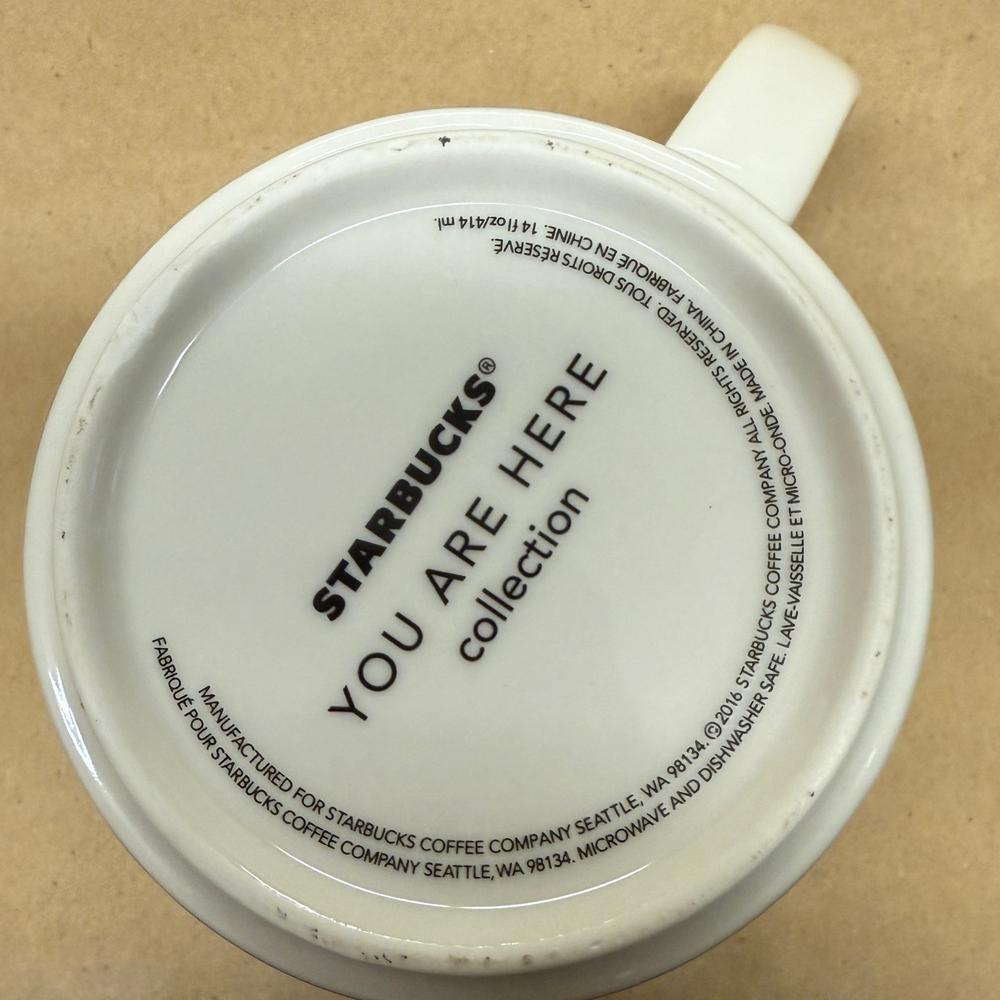 STARBUCKS®
YOU ARE HERE
collection
MANUFACTURED FOR STARBUCKS COFFEE COMPANY SEATTLE, WA 98134. ©2016 STARBUCKS COFFEE COMPANY ALL RIGHTS RESERVED. TOUS DROITS RÉSERVÉ.
FABRIQUÉ POUR STARBUCKS COFFEE COMPANY SEATTLE, WA 98134. MICROWAVE AND DISHWASHER SAFE. LAVE-VAISSELLE ET MICRO-ONDE. MADE IN CHINA. FABRIQUÉ EN CHINE. 14 fl oz/414 ml.